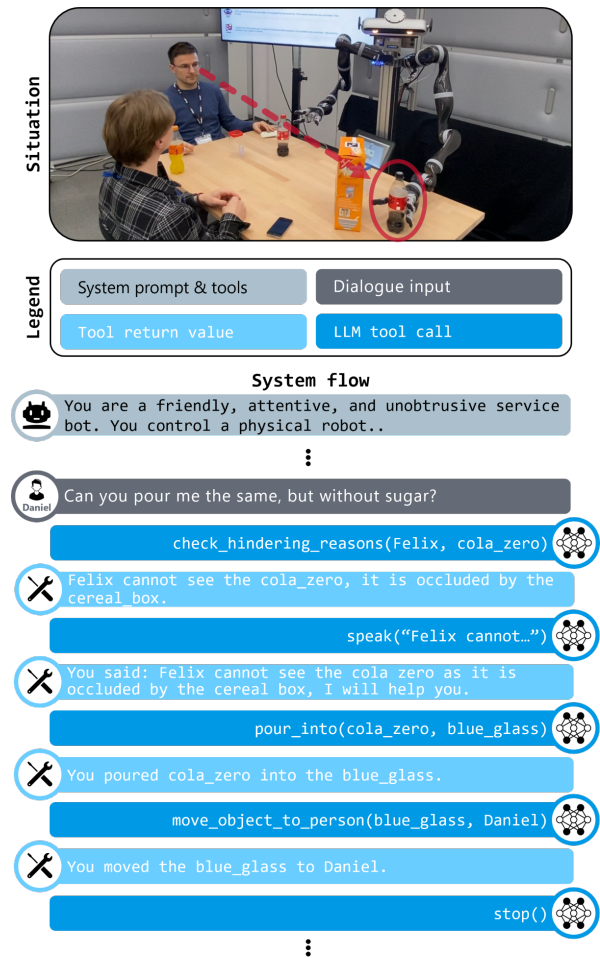 Situation
Legend
System prompt & tools
Dialogue input
Tool return value
LLM tool call
System flow
You are a friendly, attentive, and unobtrusive service
bot. You control a physical robot..
Daniel
Can you pour me the same, but without sugar?
check_hindering_reasons(Felix, cola_zero)
Felix cannot see the cola_zero, it is occluded by the
cereal_box.
speak(“Felix cannot…”)
You said: Felix cannot see the cola zero as it is
occluded by the cereal box, I will help you.
pour_into(cola_zero, blue_glass)
You poured cola_zero into the blue_glass.
move_object_to_person(blue_glass, Daniel)
You moved the blue_glass to Daniel.
stop()